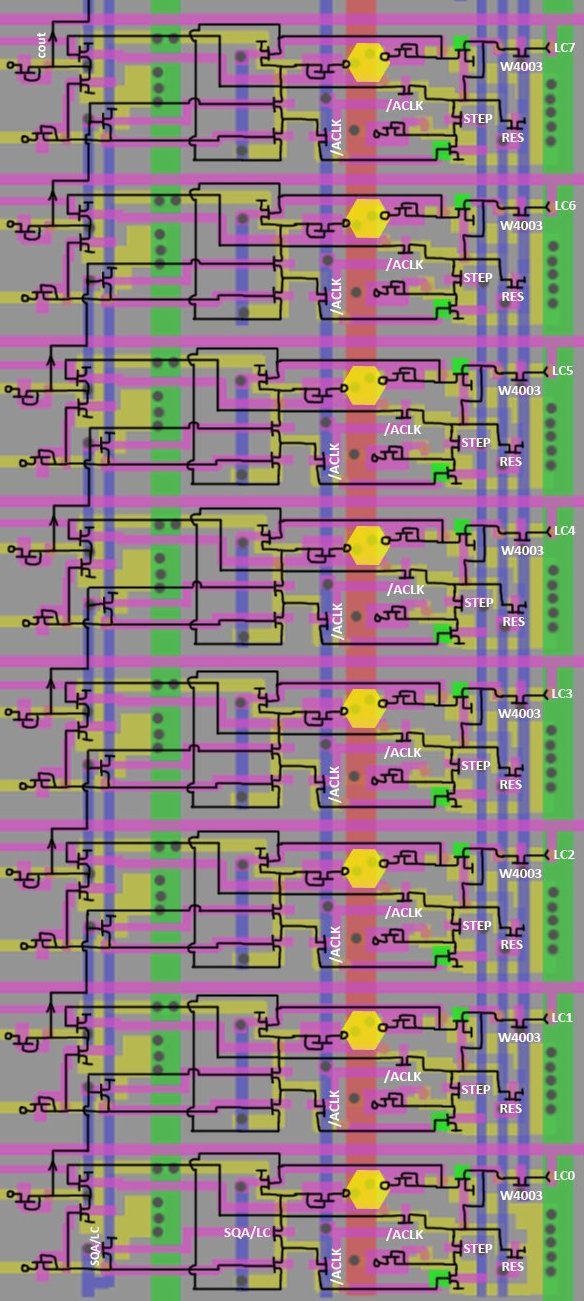 cout
LC7
W4003
/ACLK
STEP
/ACLK
RES
LC6
W4003
/ACLK
STEP
/ACLK
RES
LC5
W4003
/ACLK
STEP
/ACLK
RES
LC4
W4003
/ACLK
STEP
/ACLK
RES
LC3
W4003
/ACLK
STEP
/ACLK
RES
LC2
W4003
/ACLK
STEP
/ACLK
RES
LC1
W4003
/ACLK
STEP
/ACLK
RES
LC0
W4003
SQA/LC
SQA/LC
/ACLK
STEP
/ACLK
RES